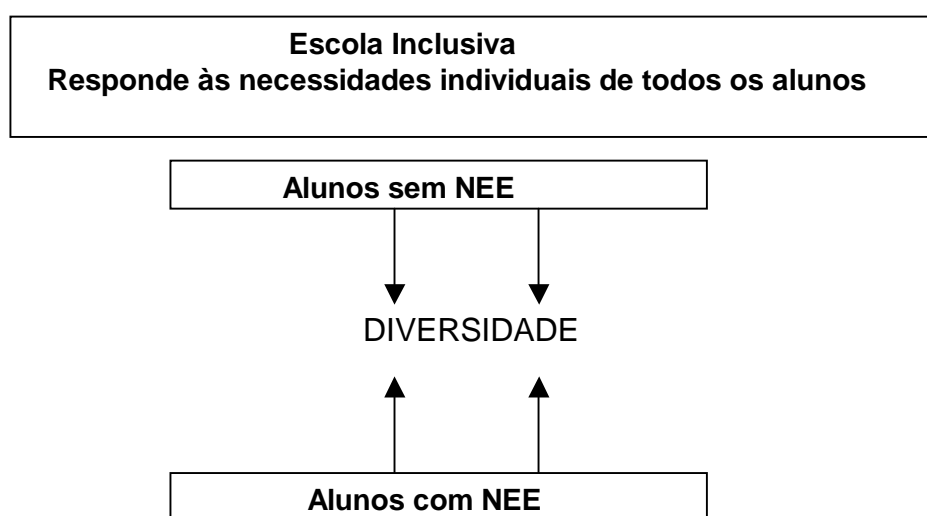 Escola Inclusiva
Responde às necessidades individuais de todos os alunos
Alunos sem NEE
DIVERSIDADE
Alunos com NEE